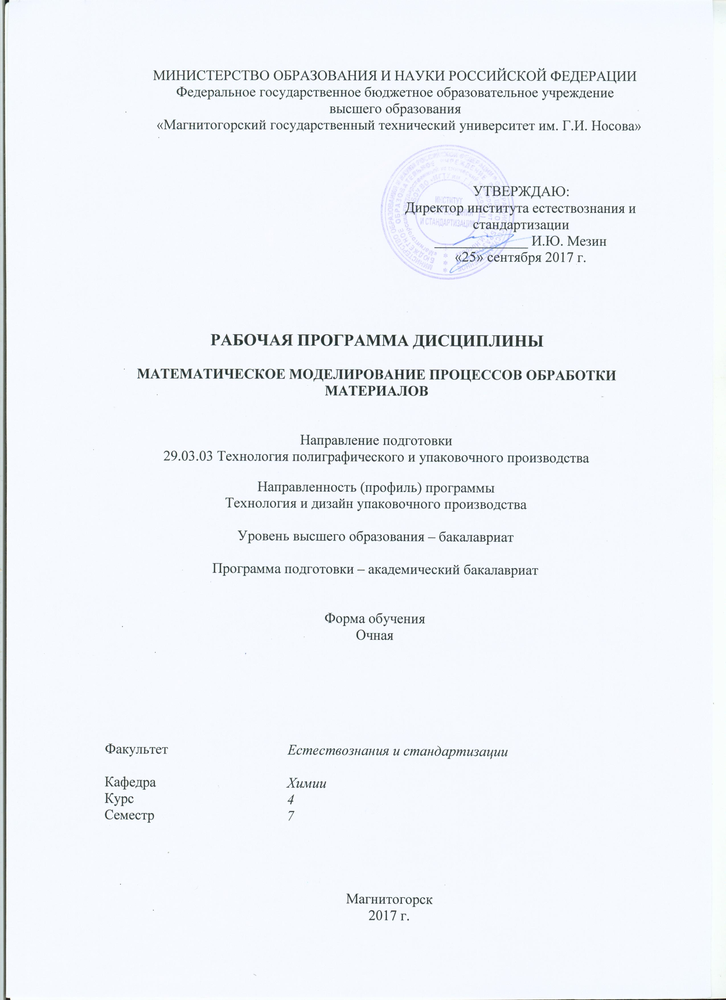 МИНИСТЕРСТВО ОБРАЗОВАНИЯ И НАУКИ РОССИЙСКОЙ ФЕДЕРАЦИИ
Федеральное государственное бюджетное образовательное учреждение
высшего образования
«Магнитогорский государственный технический университет им. Г.И. Носова»
ИНСТИТУТ
И СТАНДАРТИЗАЦИИ
УТВЕРЖДАЮ:
Директор института естествознания и
стандартизации
И.Ю. Мезин
«25» сентября 2017 г.
РАБОЧАЯ ПРОГРАММА ДИСЦИПЛИНЫ
МАТЕМАТИЧЕСКОЕ МОДЕЛИРОВАНИЕ ПРОЦЕССОВ ОБРАБОТКИ
МАТЕРИАЛОВ
Направление подготовки
29.03.03 Технология полиграфического и упаковочного производства
Направленность (профиль) программы
Технология и дизайн упаковочного производства
Уровень высшего образования – бакалавриат
Программа подготовки – академический бакалавриат
Форма обучения
Очная
Факультет Естествознания и стандартизации
Кафедра Химии
Курс 4
Семестр 7
Магнитогорск
2017 г.